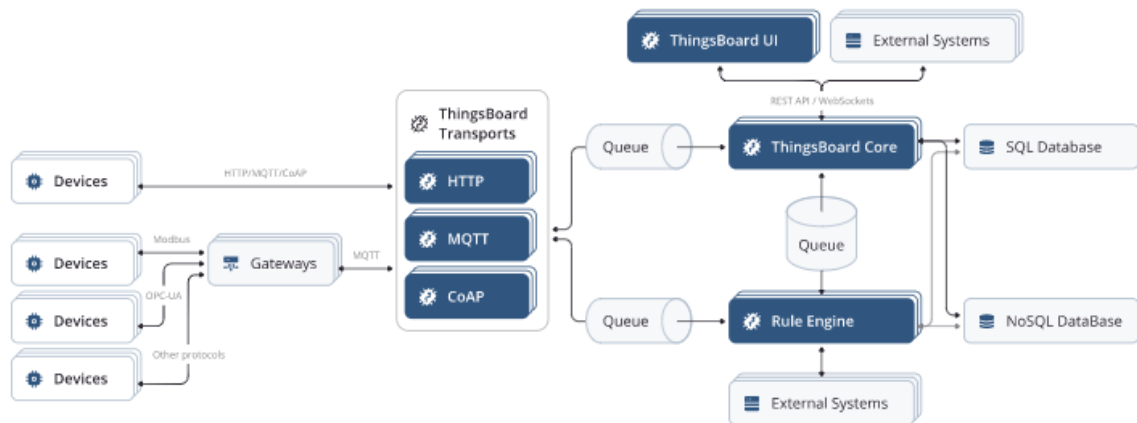 ThingsBoard UI
External Systems
REST API / WebSockets
ThingsBoard
Transports
Queue
ThingsBoard Core
SQL Database
Devices
HTTP/MQTT/CoAP
HTTP
Modbus
MQTT
Devices
Gateways
MQTT
Queue
OPC-UA
CoAP
Devices
Queue
Rule Engine
NoSQL DataBase
Other protocols
Devices
External Systems